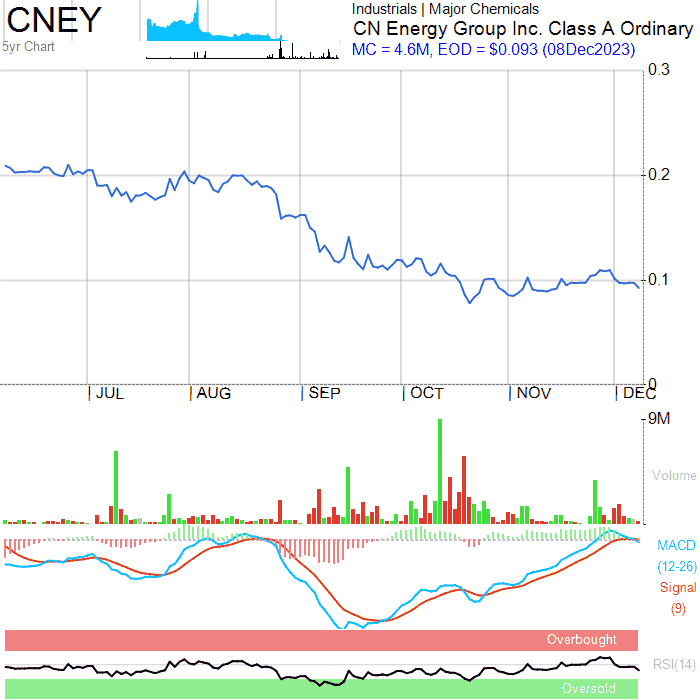 CNEY
5yr Chart
Industrials | Major Chemicals
CN Energy Group Inc. Class A Ordinary
MC = 4.6M, EOD = $0.093 (08Dec2023)
0.3
0.2
0.1
0
JUL AUG SEP OCT NOV DEC
9M
Volume
MACD
(12-26)
Signal
(9)
Overbought
RSI(14)
Oversold